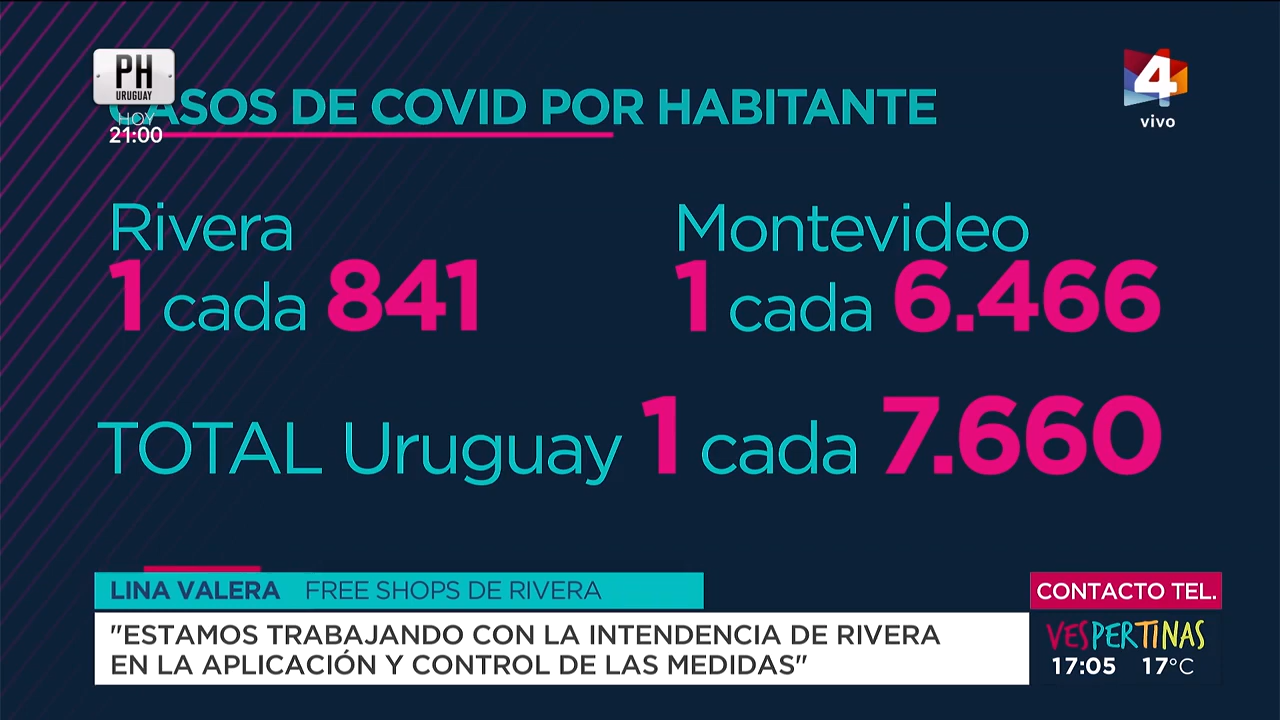 PH
URUGUAY
HOY
21:00
CASOS DE COVID POR HABITANTE
4
vivo
Rivera
1 cada 841
Montevideo
1 cada 6.466
TOTAL Uruguay 1 cada 7.660
LINA VALERA FREE SHOPS DE RIVERA
"ESTAMOS TRABAJANDO CON LA INTENDENCIA DE RIVERA
EN LA APLICACIÓN Y CONTROL DE LAS MEDIDAS"
CONTACTO TEL.
VESPERTINAS
17:05 17°C